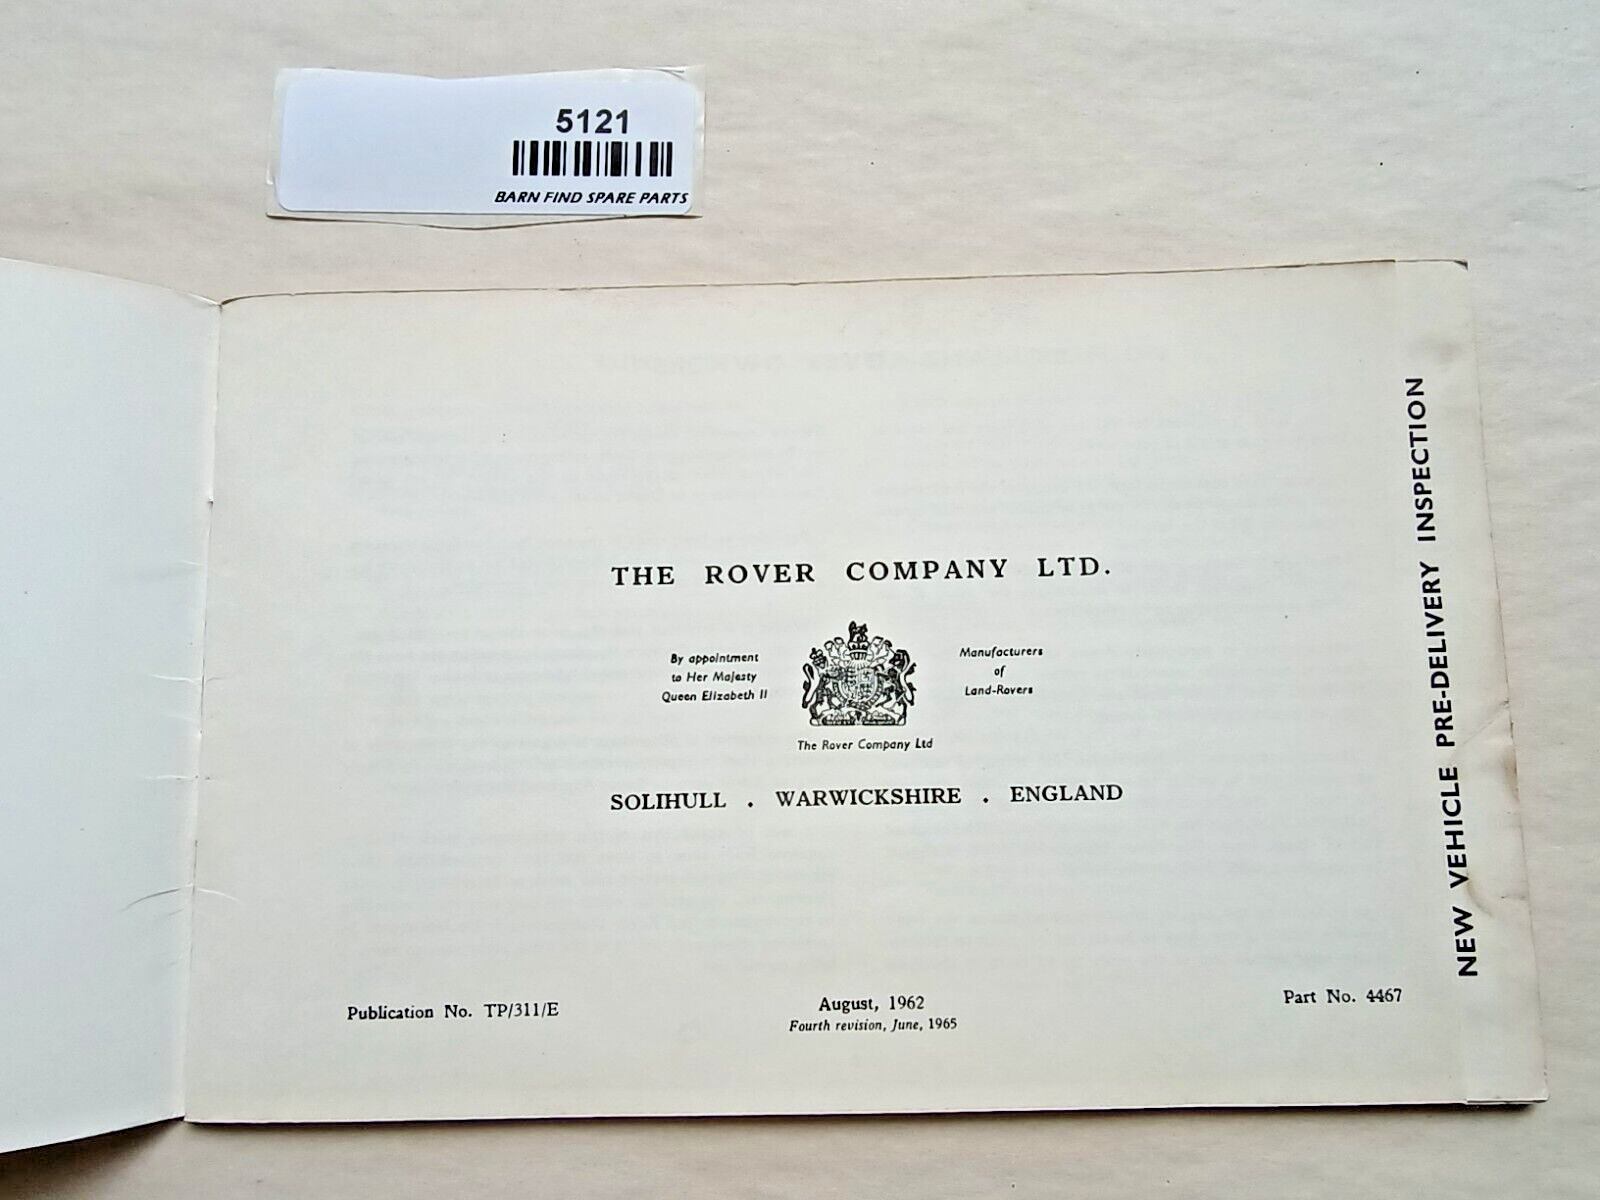 5121
BARN FIND SPARE PARTS
THE ROVER COMPANY LTD.
By appointment
to Her Majesty
Queen Elizabeth II
Manufacturers
of
Land-Rovers
The Rover Company Ltd
SOLIHULL . WARWICKSHIRE . ENGLAND
Publication No. TP/311/E
August, 1962
Fourth revision, June, 1965
Part No. 4467
NEW VEHICLE PRE-DELIVERY INSPECTION